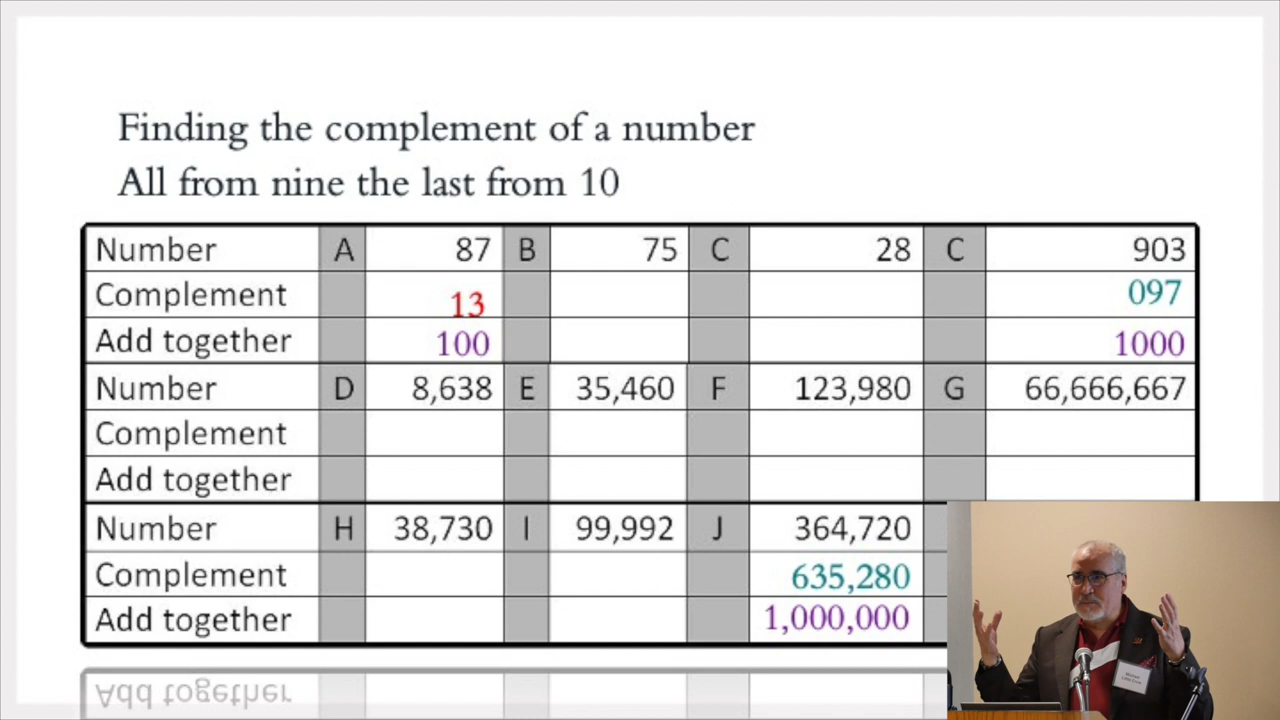 Finding the complement of a number
All from nine the last from 10
Number A 87 B 75 C 28 C 903
Complement 13 097
Add together 100 1000
Number D 8,638 E 35,460 F 123,980 G 66,666,667
Complement
Add together
Number H 38,730 I 99,992 J 364,720
Complement 635,280
Add together 1,000,000
Add together